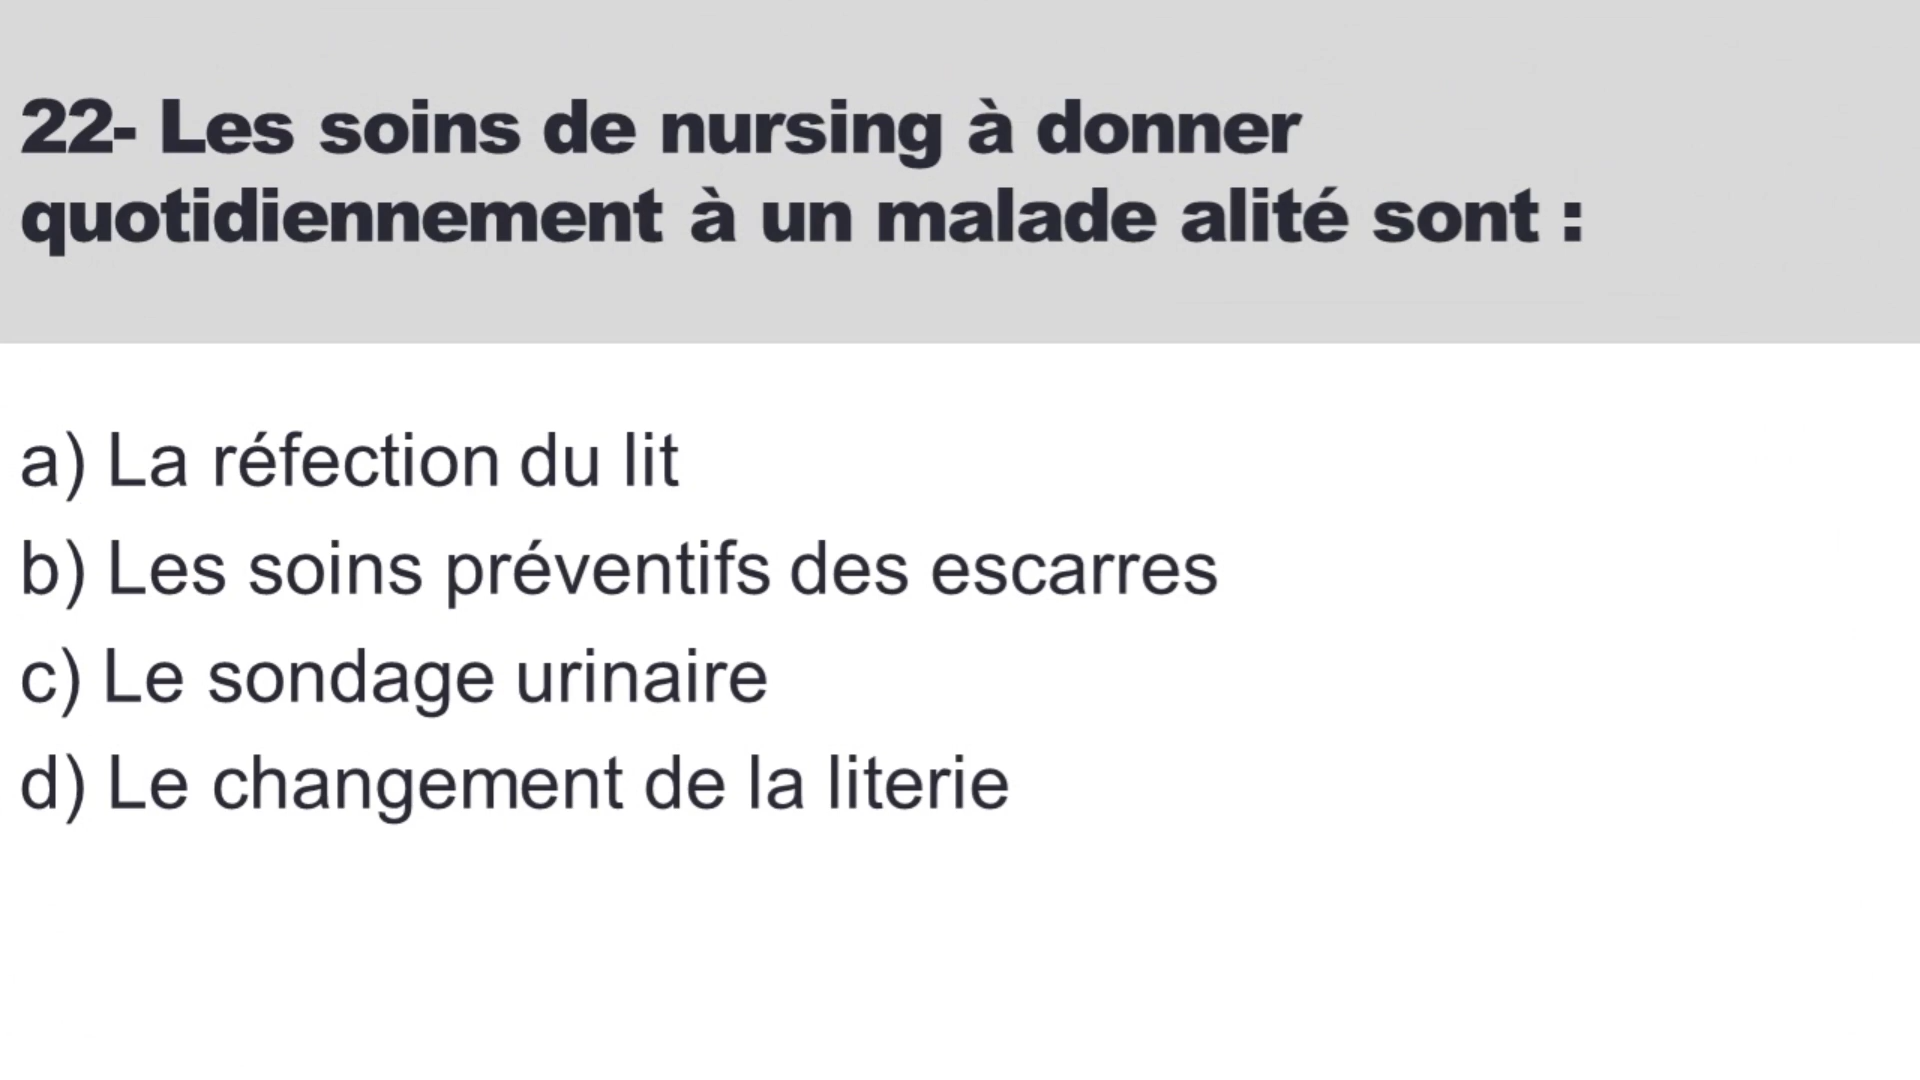 22- Les soins de nursing à donner
quotidiennement à un malade alité sont :
a) La réfection du lit
b) Les soins préventifs des escarres
c) Le sondage urinaire
d) Le changement de la literie